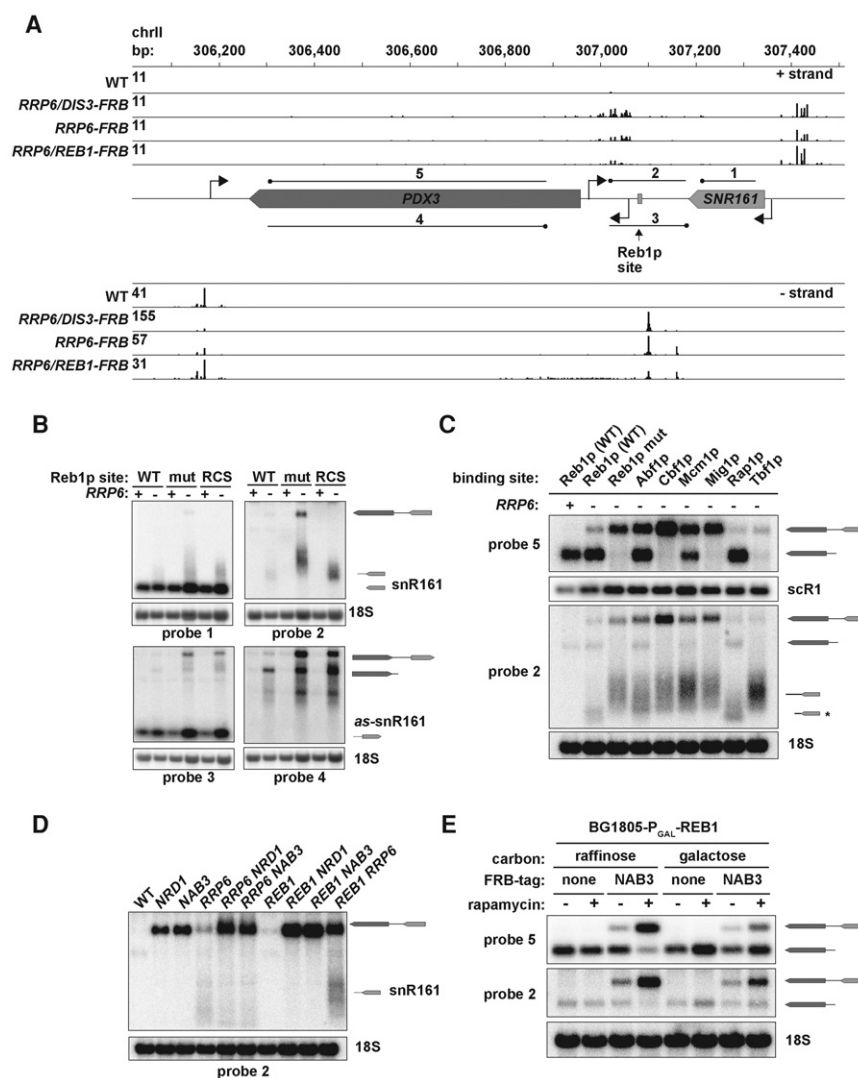 A
chrII
bp:
306,200 306,400 306,600 306,800 307,000 307,200 307,400
WT 11 + strand
RRP6/DIS3-FRB 11
RRP6-FRB 11
RRP6/REB1-FRB 11
5 2 1
PDX3 SNR161
4 3
Reb1p
site
WT 41 - strand
RRP6/DIS3-FRB 155
RRP6-FRB 57
RRP6/REB1-FRB 31
B
Reb1p site: WT mut RCS WT mut RCS
RRP6: + - + - + - + - + - + -
snR161
18S
probe 1 probe 2
as-snR161
18S
probe 3 probe 4
C
binding site: Reb1p (WT) Reb1p (WT) Reb1p mut Abf1p Cbf1p Mcm1p Mig1p Rap1p Tbf1p
RRP6: + - - - - - - - -
probe 5
scR1
probe 2
*
18S
D
WT NRD1 NAB3 RRP6 RRP6 NRD1 RRP6 NAB3 REB1 REB1 NRD1 REB1 NAB3 REB1 RRP6
snR161
18S
probe 2
E
BG1805-PGAL-REB1
carbon: raffinose galactose
FRB-tag: none NAB3 none NAB3
rapamycin: - + - + - + - +
probe 5
probe 2
18S